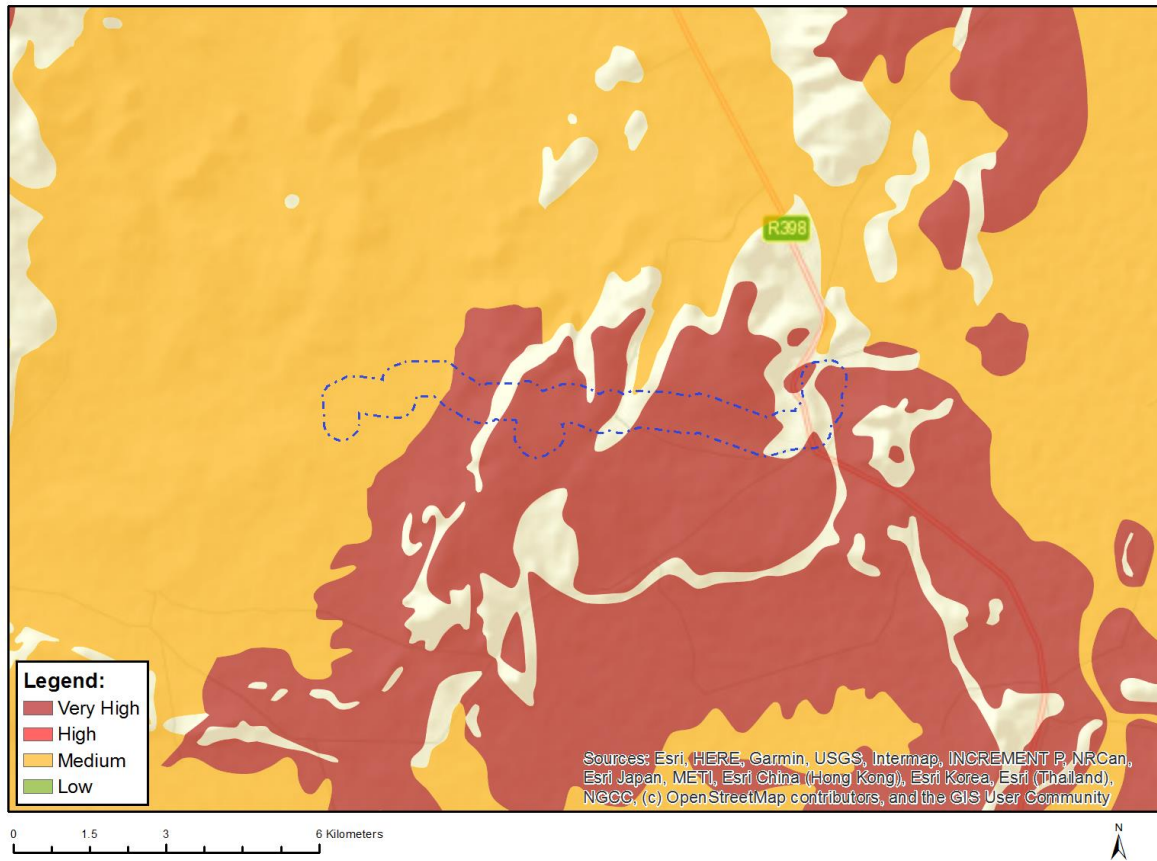 R398
Legend:
Very High
High
Medium
Low
Sources: Esri, HERE, Garmin, USGS, Intermap, INCREMENT P, NRCan,
Esri Japan, METI, Esri China (Hong Kong), Esri Korea, Esri (Thailand),
NGCC, (c) OpenStreetMap contributors, and the GIS User Community
0 1.5 3 6 Kilometers
N